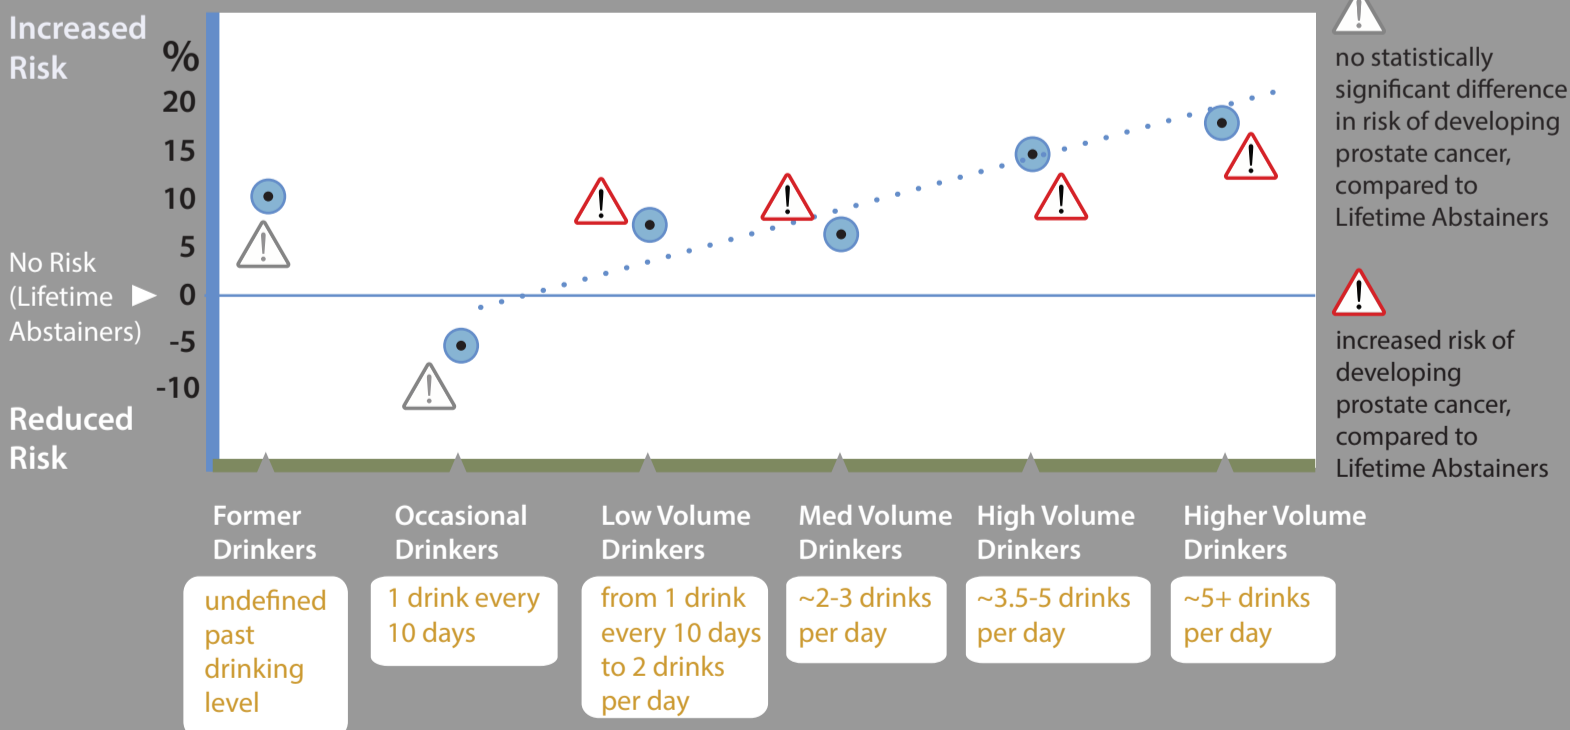 Increased
Risk
%
20
15
10
5
0
-5
-10
No Risk
(Lifetime
Abstainers)
Reduced
Risk
!
!
!
!
!
!
!
no statistically
significant difference
in risk of developing
prostate cancer,
compared to
Lifetime Abstainers
!
increased risk of
developing
prostate cancer,
compared to
Lifetime Abstainers
Former
Drinkers
Occasional
Drinkers
Low Volume
Drinkers
Med Volume
Drinkers
High Volume
Drinkers
Higher Volume
Drinkers
undefined
past
drinking
level
1 drink every
10 days
from 1 drink
every 10 days
to 2 drinks
per day
~2-3 drinks
per day
~3.5-5 drinks
per day
~5+ drinks
per day